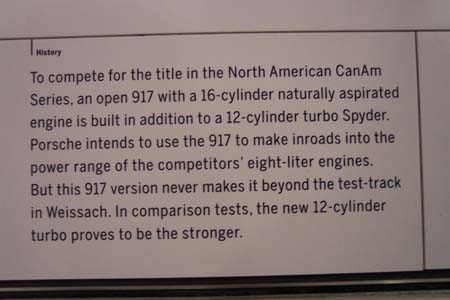 History
To compete for the title in the North American CanAm
Series, an open 917 with a 16-cylinder naturally aspirated
engine is built in addition to a 12-cylinder turbo Spyder.
Porsche intends to use the 917 to make inroads into the
power range of the competitors' eight-liter engines.
But this 917 version never makes it beyond the test-track
in Weissach. In comparison tests, the new 12-cylinder
turbo proves to be the stronger.